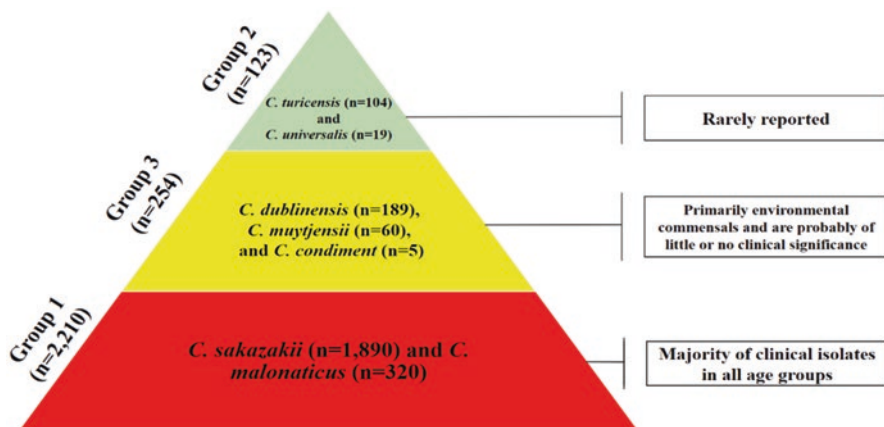 Group 2
(n=123)
C. turicensis (n=104)
and
C. universalis (n=19)
Rarely reported
Group 3
(n=254)
C. dublinensis (n=189),
C. muytjensii (n=60),
and C. condiment (n=5)
Primarily environmental
commensals and are probably of
little or no clinical significance
Group 1
(n=2,210)
C. sakazakii (n=1,890) and C.
malonaticus (n=320)
Majority of clinical isolates
in all age groups